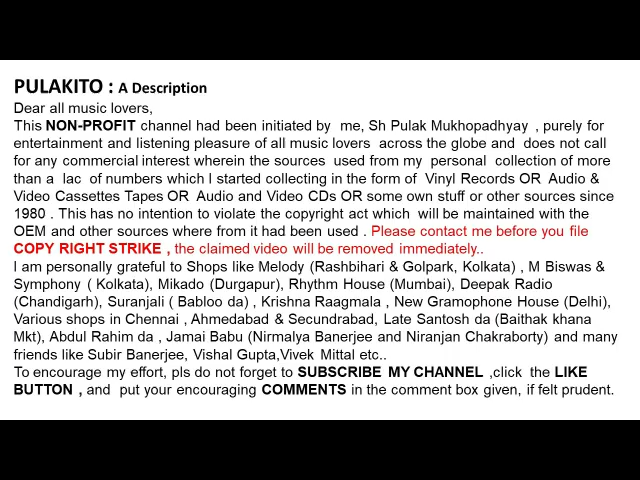 PULAKITO : A Description
Dear all music lovers,
This NON-PROFIT channel had been initiated by me, Sh Pulak Mukhopadhyay , purely for
entertainment and listening pleasure of all music lovers across the globe and does not call
for any commercial interest wherein the sources used from my personal collection of more
than a lac of numbers which I started collecting in the form of Vinyl Records OR Audio &
Video Cassettes Tapes OR Audio and Video CDs OR some own stuff or other sources since
1980 . This has no intention to violate the copyright act which will be maintained with the
OEM and other sources where from it had been used . Please contact me before you file
COPY RIGHT STRIKE , the claimed video will be removed immediately..
I am personally grateful to Shops like Melody (Rashbihari & Golpark, Kolkata) , M Biswas &
Symphony ( Kolkata), Mikado (Durgapur), Rhythm House (Mumbai), Deepak Radio
(Chandigarh), Suranjali ( Babloo da) , Krishna Raagmala , New Gramophone House (Delhi),
Various shops in Chennai , Ahmedabad & Secundrabad, Late Santosh da (Baithak khana
Mkt), Abdul Rahim da , Jamai Babu (Nirmalya Banerjee and Niranjan Chakraborty) and many
friends like Subir Banerjee, Vishal Gupta,Vivek Mittal etc..
To encourage my effort, pls do not forget to SUBSCRIBE MY CHANNEL ,click the LIKE
BUTTON , and put your encouraging COMMENTS in the comment box given, if felt prudent.